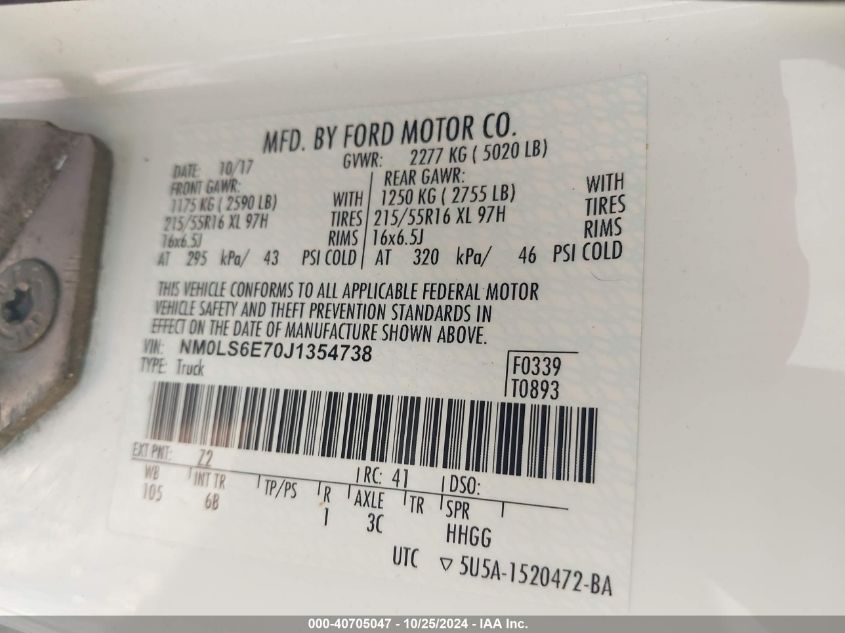 MFD. BY FORD MOTOR CO.
DATE: 10/17 GVWR: 2277 KG ( 5020 LB)
FRONT GAWR: REAR GAWR:
1175 KG ( 2590 LB) WITH 1250 KG ( 2755 LB) WITH
215/55R16 XL 97H TIRES 215/55R16 XL 97H TIRES
16x6.5J RIMS 16x6.5J RIMS
AT 295 kPa/ 43 PSI COLD AT 320 kPa/ 46 PSI COLD
THIS VEHICLE CONFORMS TO ALL APPLICABLE FEDERAL MOTOR
VEHICLE SAFETY AND THEFT PREVENTION STANDARDS IN
EFFECT ON THE DATE OF MANUFACTURE SHOWN ABOVE.
VIN: NM0LS6E70J1354738
TYPE: Truck
F0339
T0893
EXT PNT: Z2 RC: 41 DSO:
WB INT TR TP/PS R AXLE TR SPR
105 6B 1 3C HHGG
UTC ▽ 5U5A-1520472-BA
000-40705047 - 10/25/2024 - IAA Inc.